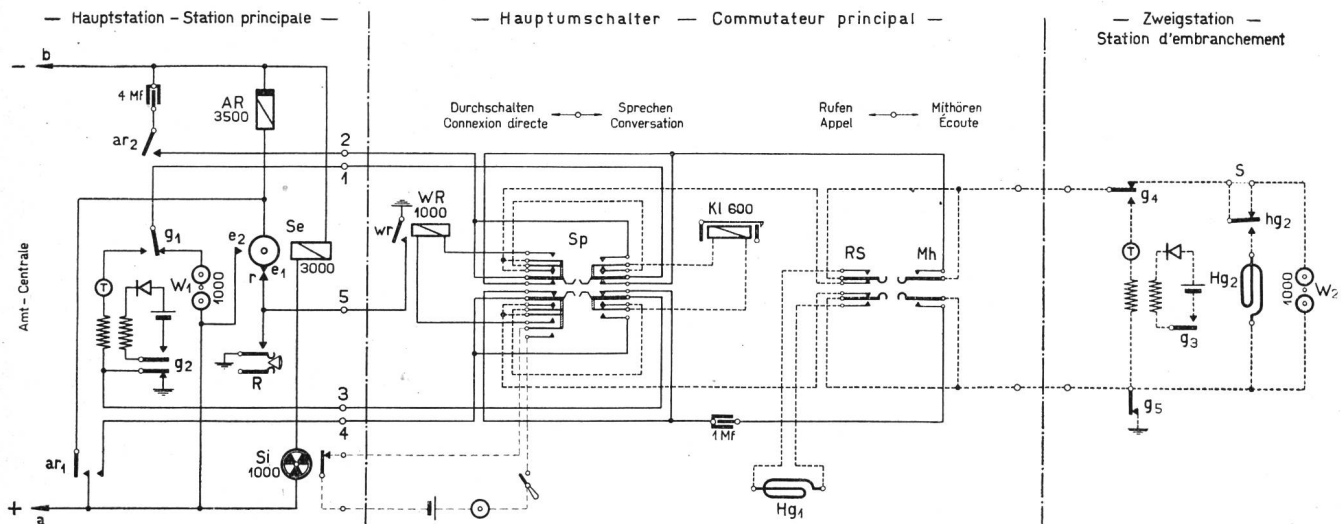 — Hauptstation – Station principale —
— Hauptumschalter — Commutateur principal —
— Zweigstation —
Station d'embranchement
b
−
4 Mf
AR
3500
ar2
Durchschalten
Connexion directe
Sprechen
Conversation
Rufen
Appel
Mithören
Écoute
2
1
WR
1000
wr
Kl 600
Sp
RS
Mh
S
g4
hg2
Hg2
1000
W2
T
g3
g5
Amt - Centrale
g1
e2
Se
3000
r
e1
T
W1
1000
g2
5
R
3
4
1 Mf
ar1
Si
1000
Hg1
+
a